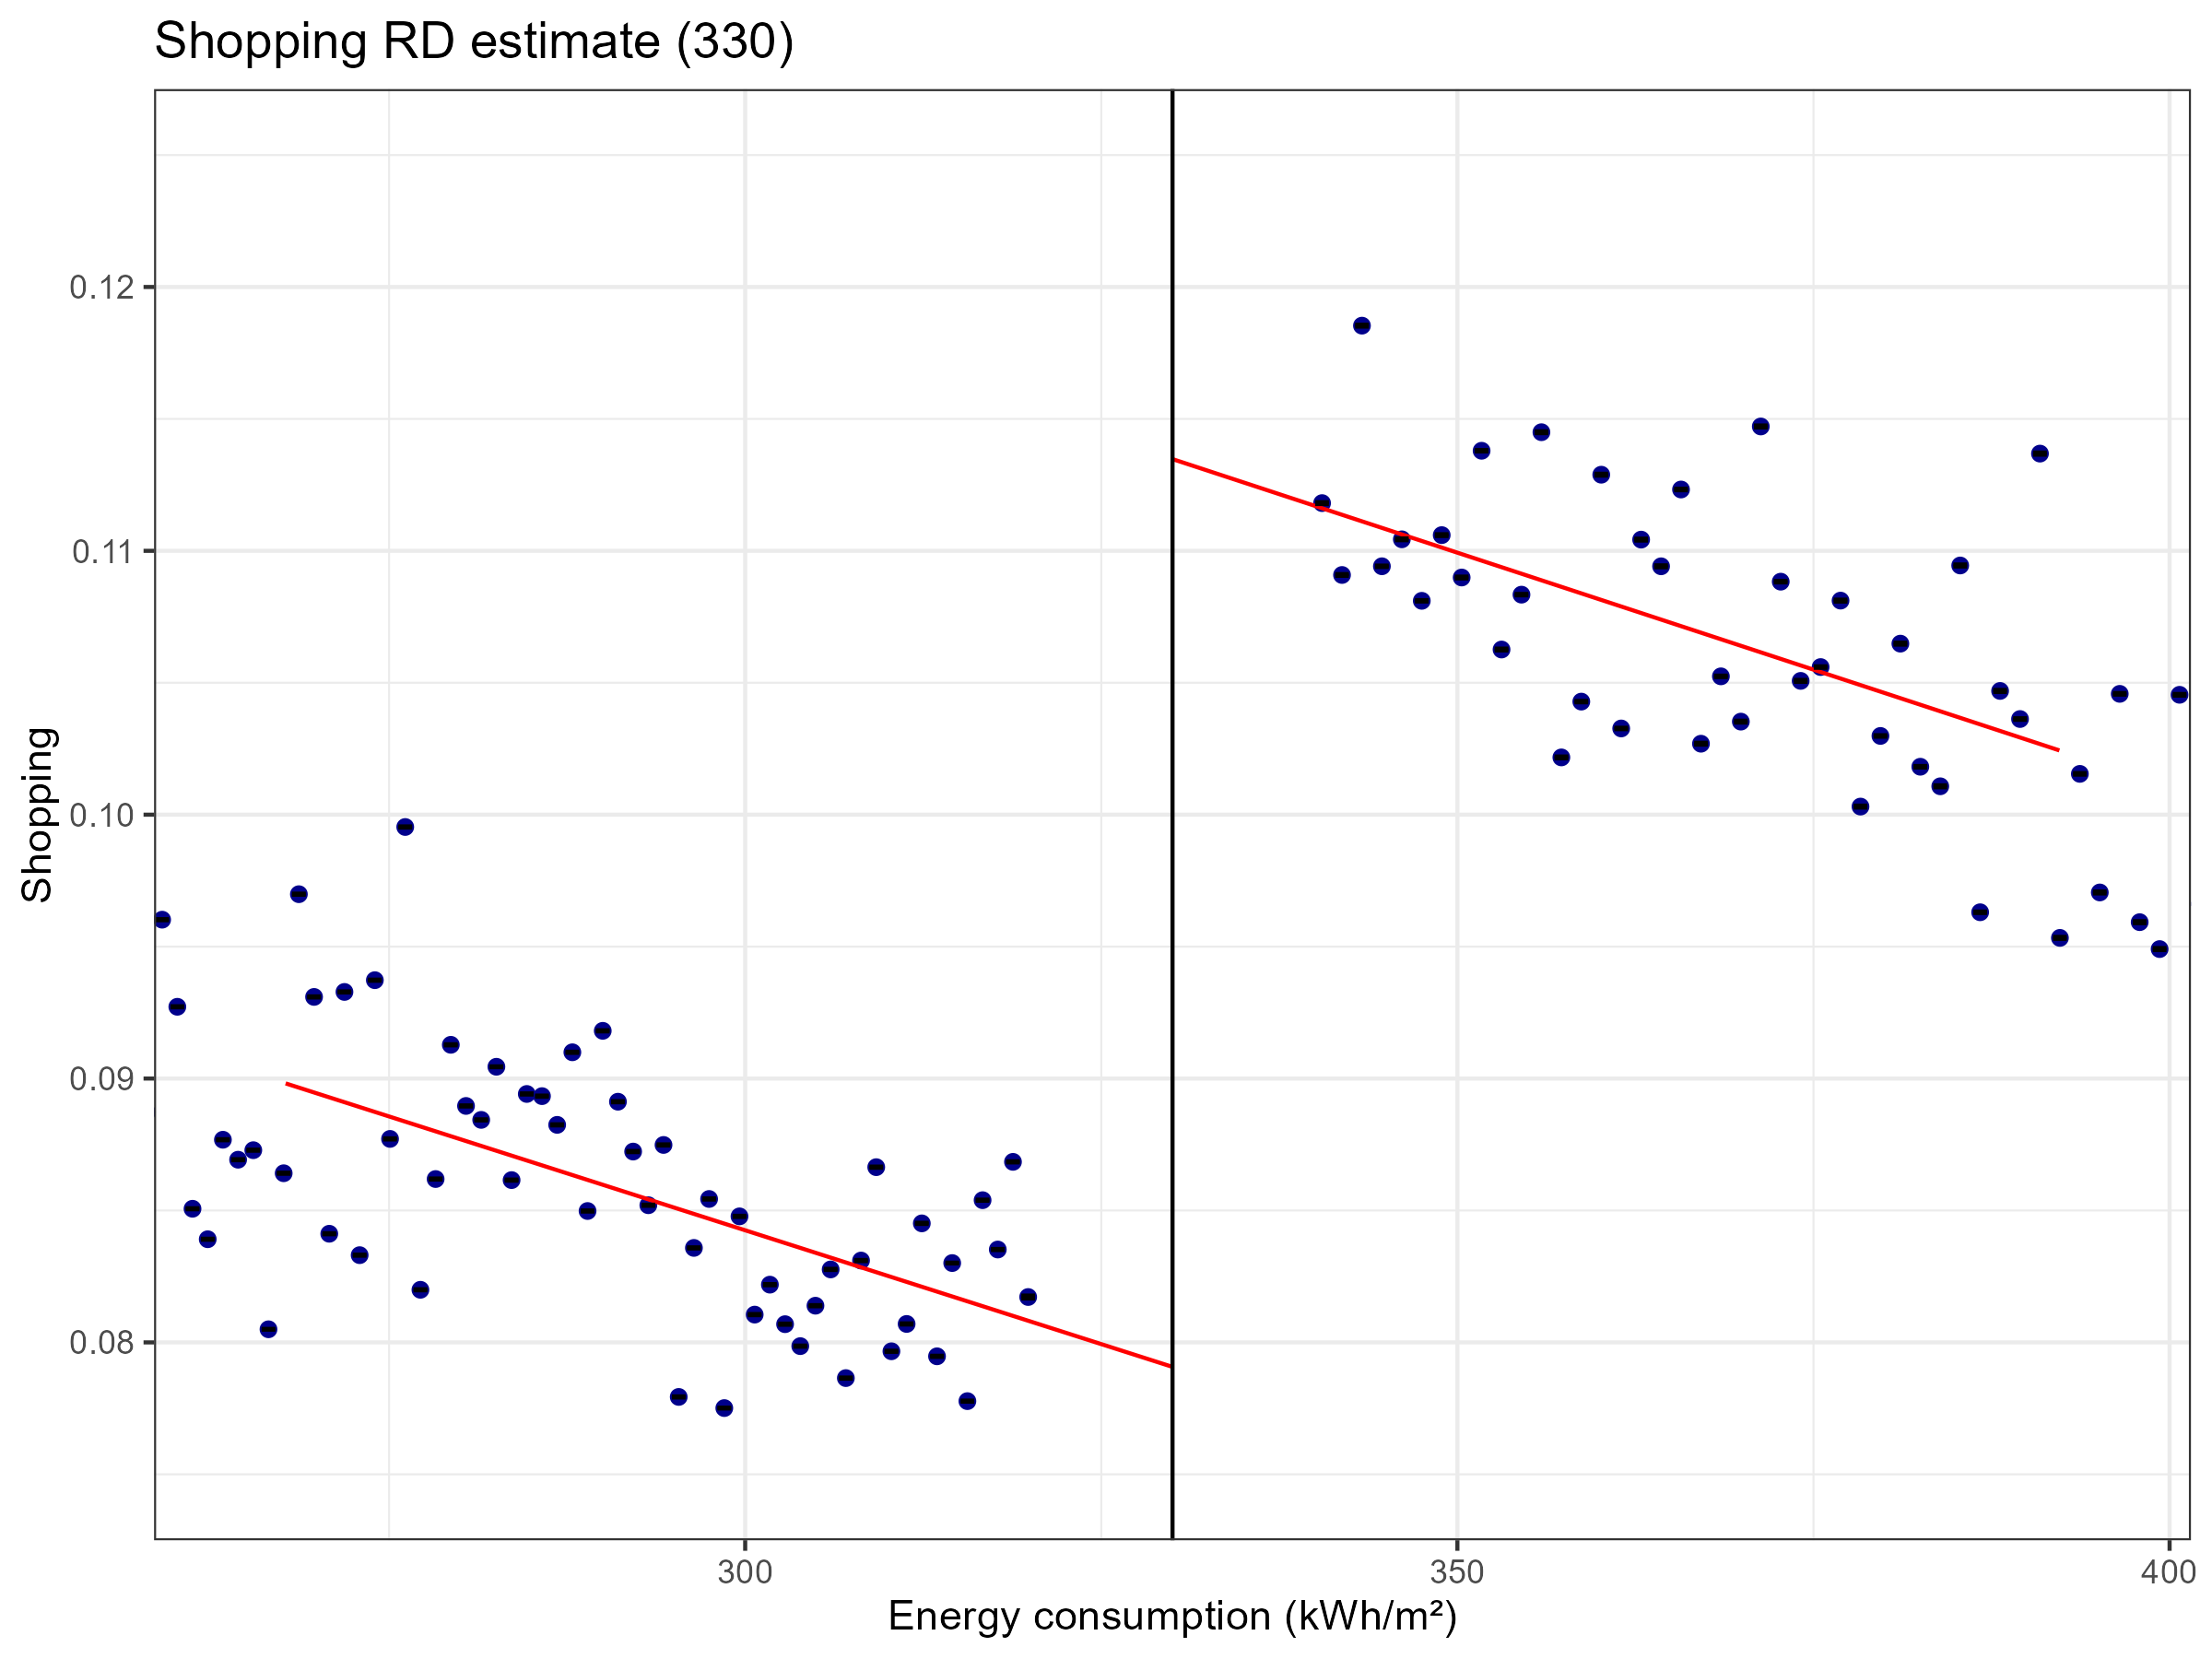 Shopping RD estimate (330)
0.12
0.11
0.10
0.09
0.08
Shopping
300
350
400
Energy consumption (kWh/m²)